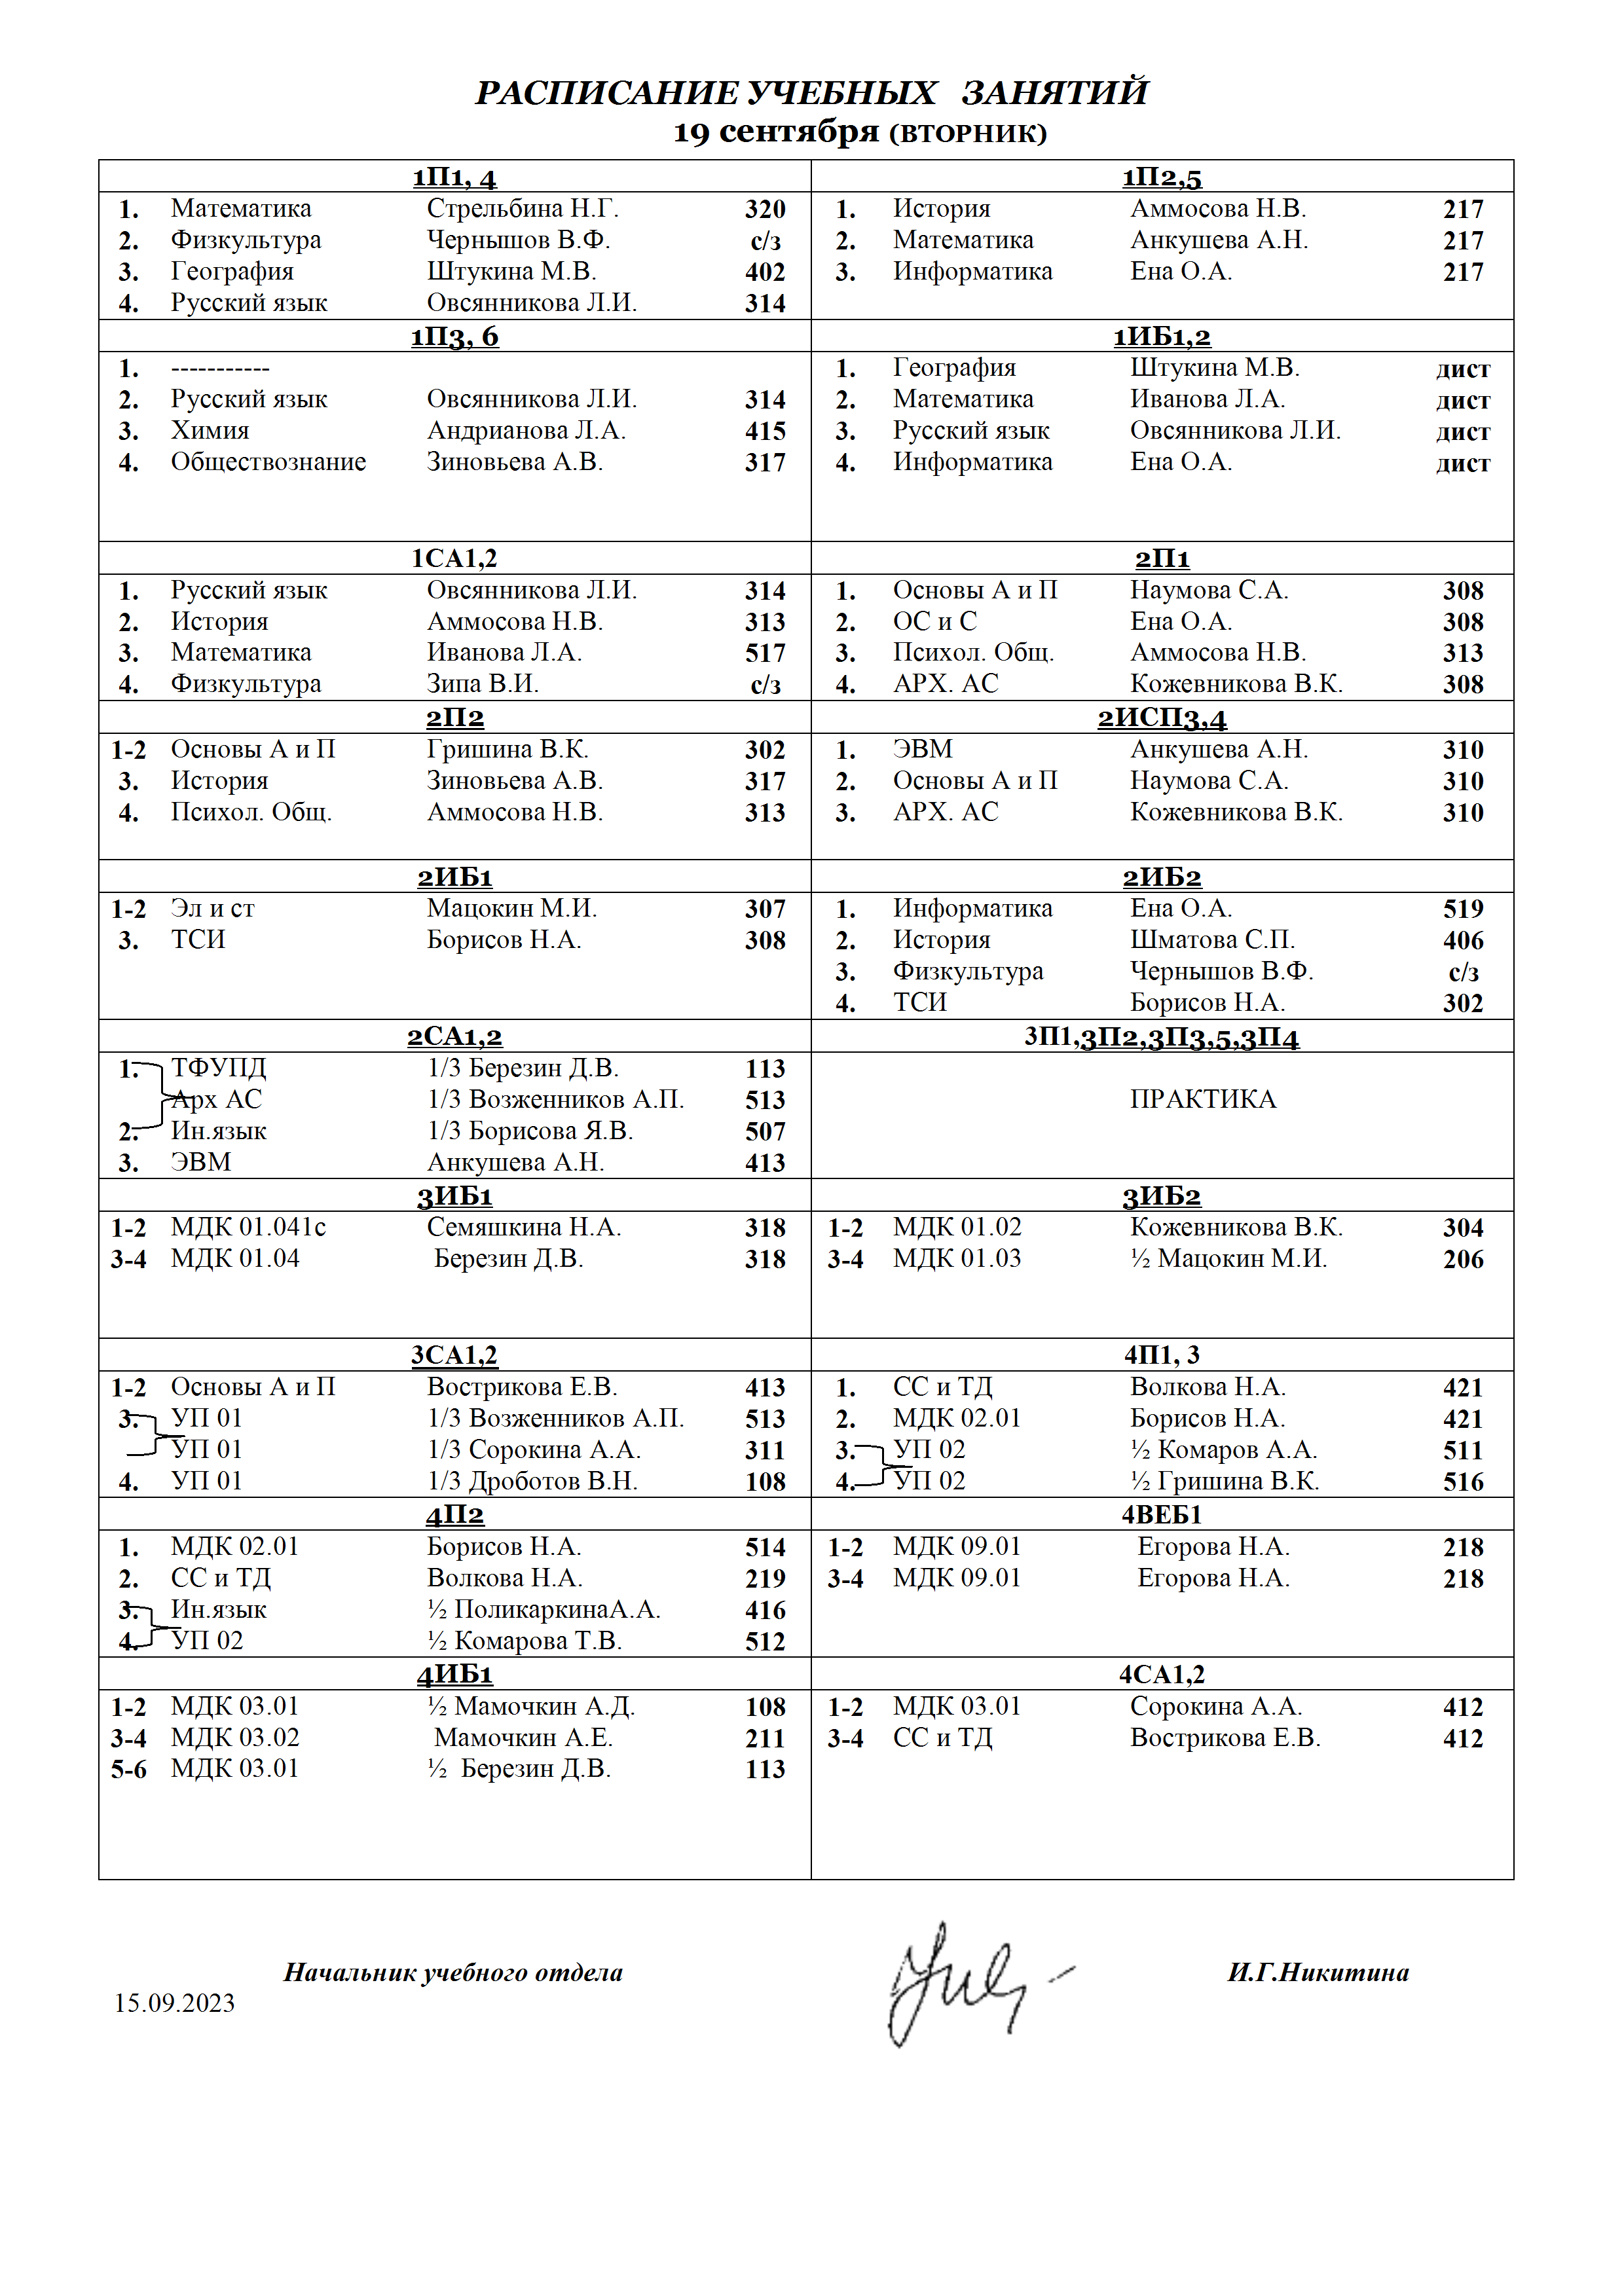 РАСПИСАНИЕ УЧЕБНЫХ ЗАНЯТИЙ
19 сентября (ВТОРНИК)
1П1, 4
1. Математика Стрельбина Н.Г. 320
2. Физкультура Чернышов В.Ф. с/з
3. География Штукина М.В. 402
4. Русский язык Овсянникова Л.И. 314
1П2,5
1. История Аммосова Н.В. 217
2. Математика Анкушева А.Н. 217
3. Информатика Ена О.А. 217
1П3, 6
1. -----------
2. Русский язык Овсянникова Л.И. 314
3. Химия Андрианова Л.А. 415
4. Обществознание Зиновьева А.В. 317
1ИБ1,2
1. География Штукина М.В. дист
2. Математика Иванова Л.А. дист
3. Русский язык Овсянникова Л.И. дист
4. Информатика Ена О.А. дист
1СА1,2
1. Русский язык Овсянникова Л.И. 314
2. История Аммосова Н.В. 313
3. Математика Иванова Л.А. 517
4. Физкультура Зипа В.И. с/з
2П1
1. Основы А и П Наумова С.А. 308
2. ОС и С Ена О.А. 308
3. Психол. Общ. Аммосова Н.В. 313
4. АРХ. АС Кожевникова В.К. 308
2П2
1-2 Основы А и П Гришина В.К. 302
3. История Зиновьева А.В. 317
4. Психол. Общ. Аммосова Н.В. 313
2ИСП3,4
1. ЭВМ Анкушева А.Н. 310
2. Основы А и П Наумова С.А. 310
3. АРХ. АС Кожевникова В.К. 310
2ИБ1
1-2 Эл и ст Мацокин М.И. 307
3. ТСИ Борисов Н.А. 308
2ИБ2
1. Информатика Ена О.А. 519
2. История Шматова С.П. 406
3. Физкультура Чернышов В.Ф. с/з
4. ТСИ Борисов Н.А. 302
2СА1,2
1. ТФУПД 1/3 Березин Д.В. 113
Арх АС 1/3 Возженников А.П. 513
2. Ин.язык 1/3 Борисова Я.В. 507
3. ЭВМ Анкушева А.Н. 413
3П1,3П2,3П3,5,3П4
ПРАКТИКА
3ИБ1
1-2 МДК 01.041с Семяшкина Н.А. 318
3-4 МДК 01.04 Березин Д.В. 318
3ИБ2
1-2 МДК 01.02 Кожевникова В.К. 304
3-4 МДК 01.03 ½ Мацокин М.И. 206
3СА1,2
1-2 Основы А и П Вострикова Е.В. 413
3. УП 01 1/3 Возженников А.П. 513
УП 01 1/3 Сорокина А.А. 311
4. УП 01 1/3 Дроботов В.Н. 108
4П1, 3
1. СС и ТД Волкова Н.А. 421
2. МДК 02.01 Борисов Н.А. 421
3. УП 02 ½ Комаров А.А. 511
4. УП 02 ½ Гришина В.К. 516
4П2
1. МДК 02.01 Борисов Н.А. 514
2. СС и ТД Волкова Н.А. 219
3. Ин.язык ½ ПоликаркинаА.А. 416
4. УП 02 ½ Комарова Т.В. 512
4ВЕБ1
1-2 МДК 09.01 Егорова Н.А. 218
3-4 МДК 09.01 Егорова Н.А. 218
4ИБ1
1-2 МДК 03.01 ½ Мамочкин А.Д. 108
3-4 МДК 03.02 Мамочкин А.Е. 211
5-6 МДК 03.01 ½ Березин Д.В. 113
4СА1,2
1-2 МДК 03.01 Сорокина А.А. 412
3-4 СС и ТД Вострикова Е.В. 412
Начальник учебного отдела И.Г.Никитина
15.09.2023